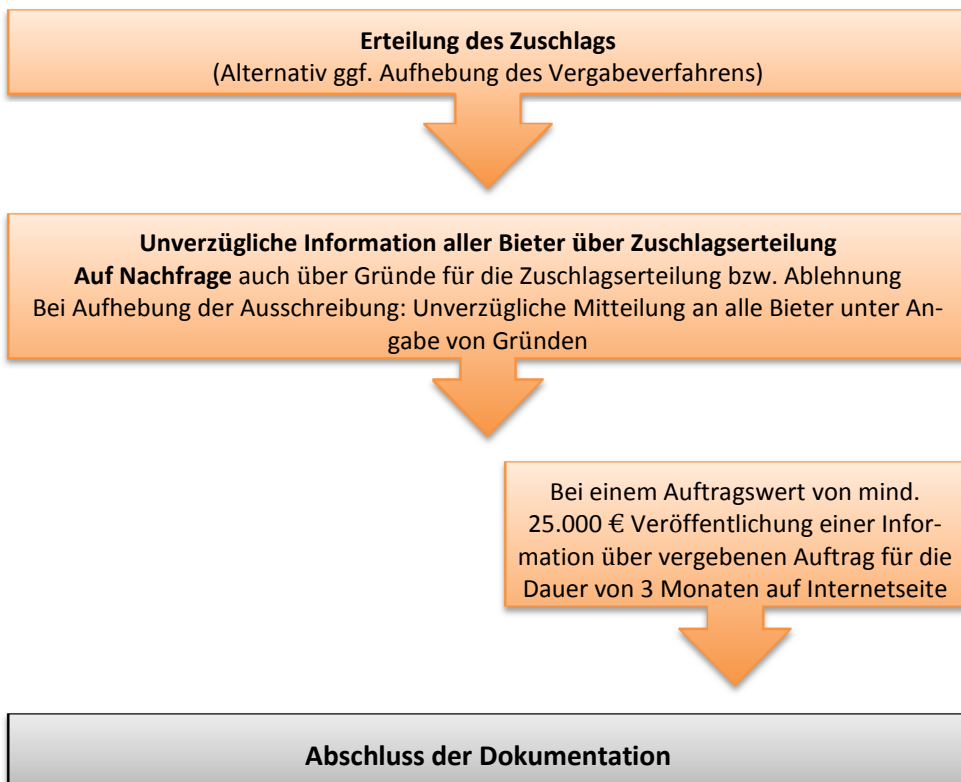 Erteilung des Zuschlags
(Alternativ ggf. Aufhebung des Vergabeverfahrens)
Unverzügliche Information aller Bieter über Zuschlagserteilung
Auf Nachfrage auch über Gründe für die Zuschlagserteilung bzw. Ablehnung
Bei Aufhebung der Ausschreibung: Unverzügliche Mitteilung an alle Bieter unter An-
gabe von Gründen
Bei einem Auftragswert von mind.
25.000 € Veröffentlichung einer Infor-
mation über vergebenen Auftrag für die
Dauer von 3 Monaten auf Internetseite
Abschluss der Dokumentation